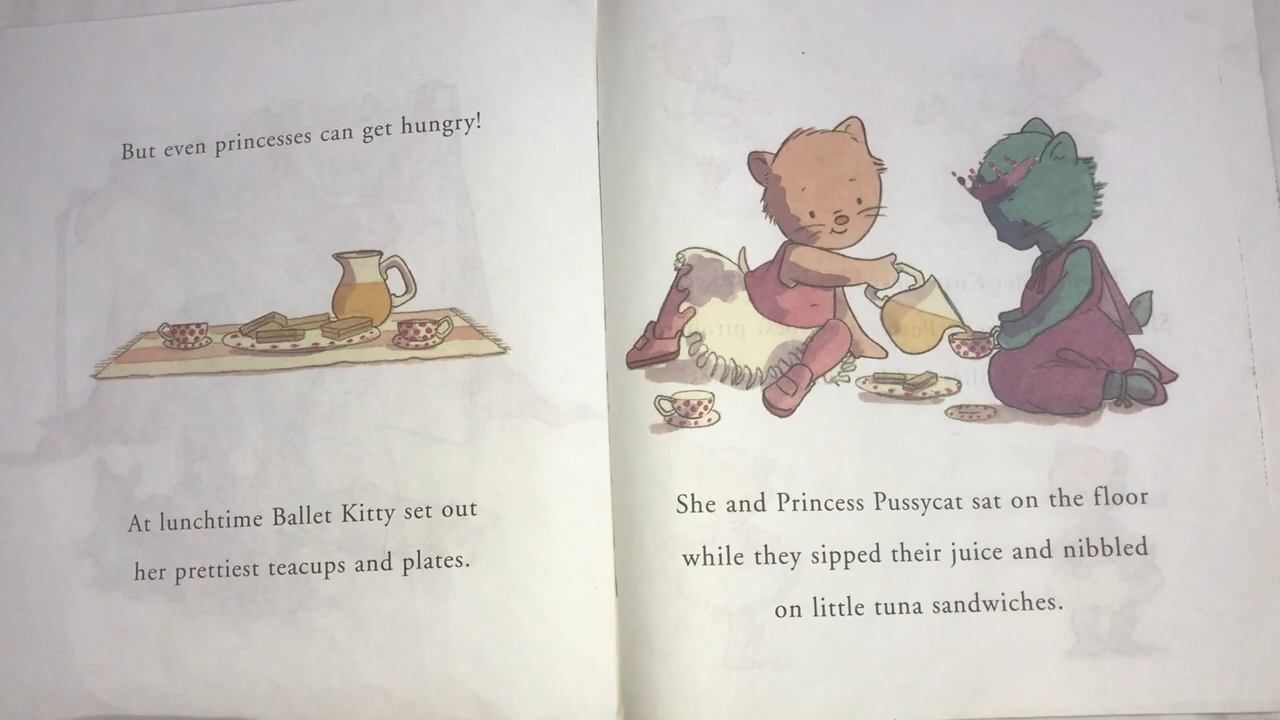 But even princesses can get hungry!
At lunchtime Ballet Kitty set out
her prettiest teacups and plates.
She and Princess Pussycat sat on the floor
while they sipped their juice and nibbled
on little tuna sandwiches.